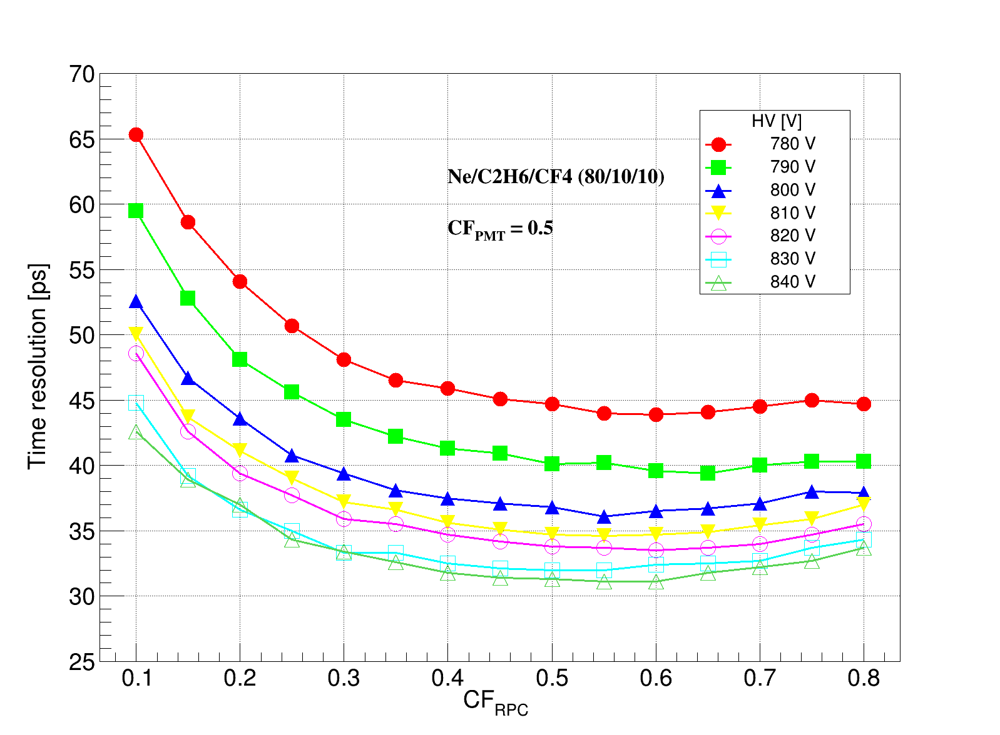 70
65
60
55
50
45
40
35
30
25
Time resolution [ps]
0.1 0.2 0.3 0.4 0.5 0.6 0.7 0.8
CF_RPC
Ne/C2H6/CF4 (80/10/10)
CF_PMT = 0.5
HV [V]
780 V
790 V
800 V
810 V
820 V
830 V
840 V